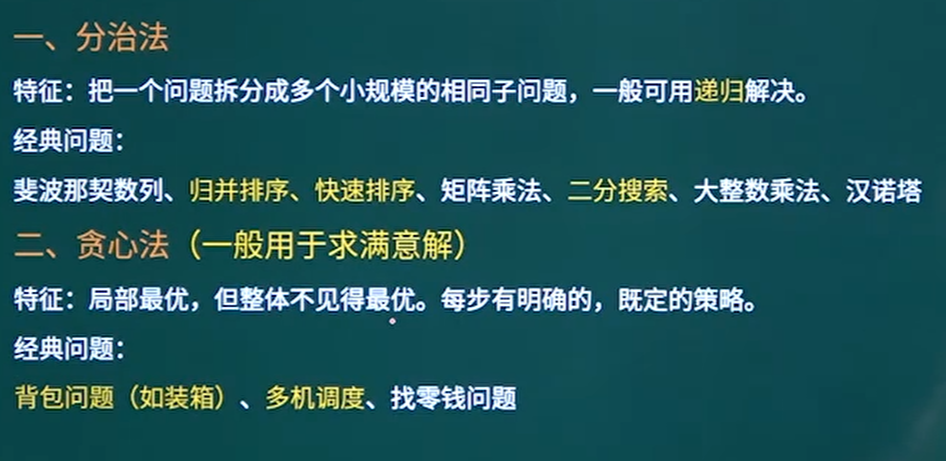 一、分治法
特征：把一个问题拆分成多个小规模的相同子问题，一般可用递归解决。
经典问题：
斐波那契数列、归并排序、快速排序、矩阵乘法、二分搜索、大整数乘法、汉诺塔
二、贪心法（一般用于求满意解）
特征：局部最优，但整体不见得最优。每步有明确的，既定的策略。
经典问题：
背包问题（如装箱）、多机调度、找零钱问题